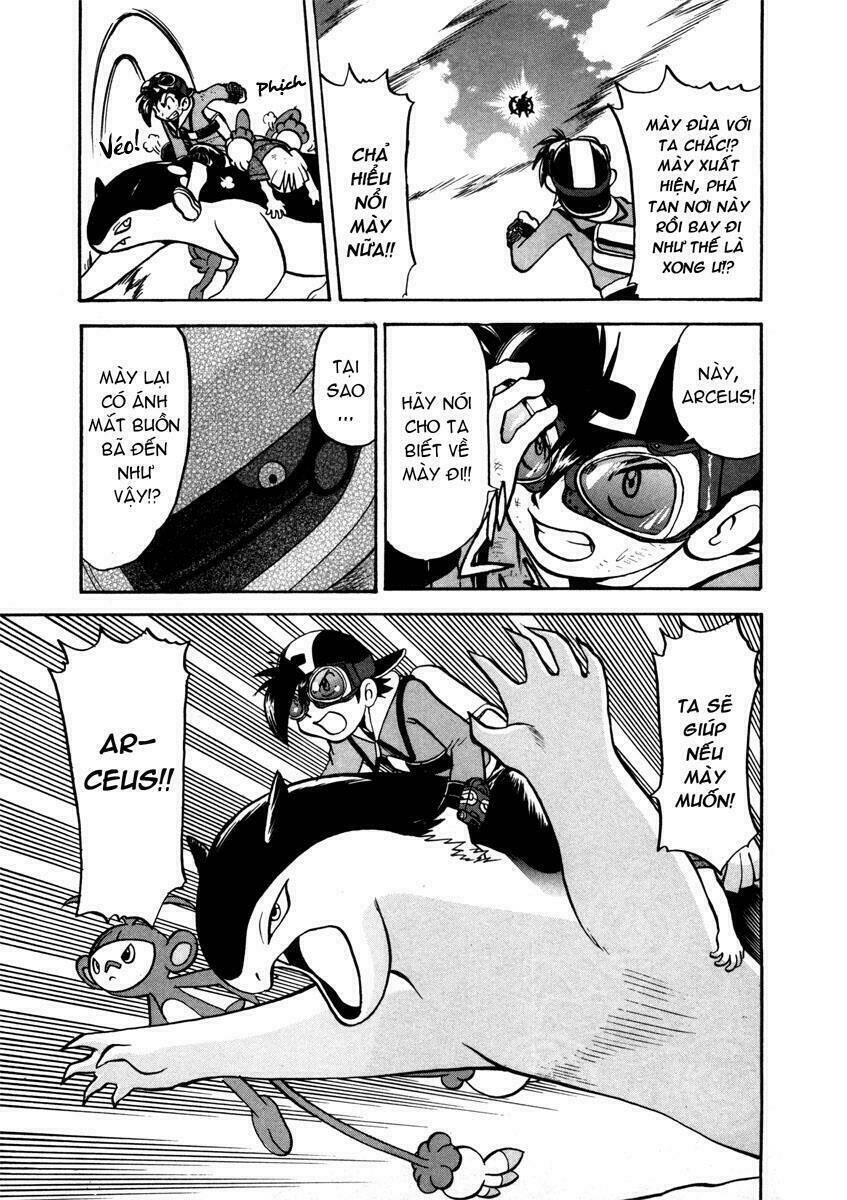 MÀY ĐÙA VỚI
TA CHẮC!?
MÀY XUẤT
HIỆN, PHÁ
TAN NƠI NÀY
RỒI BAY ĐI
NHƯ THẾ LÀ
XONG Ư!?
CHẢ
HIỂU
NỔI
MÀY
NỮA!!
Phịch
Véo!
NÀY,
ARCEUS!
HÃY NÓI
CHO TA
BIẾT VỀ
MÀY ĐI!!
TẠI
SAO
...
MÀY LẠI
CÓ ÁNH
MẮT BUỒN
BÃ ĐẾN
NHƯ
VẬY!?
TA SẼ
GIÚP
NẾU
MÀY
MUỐN!
AR-
CEUS!!